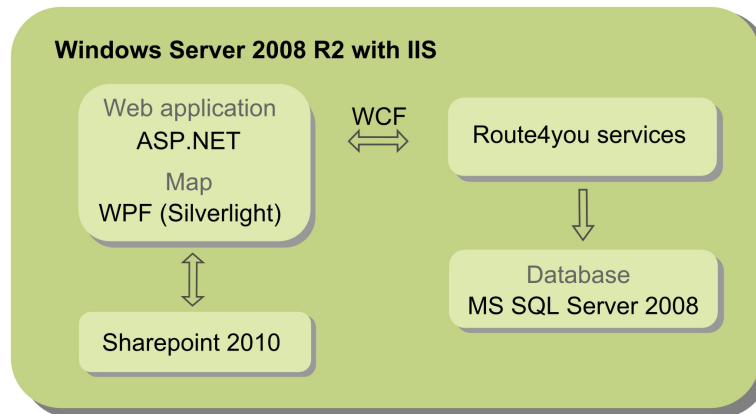 Windows Server 2008 R2 with IIS
Web application
ASP.NET
Map
WPF (Silverlight)
WCF
Route4you services
Database
MS SQL Server 2008
Sharepoint 2010